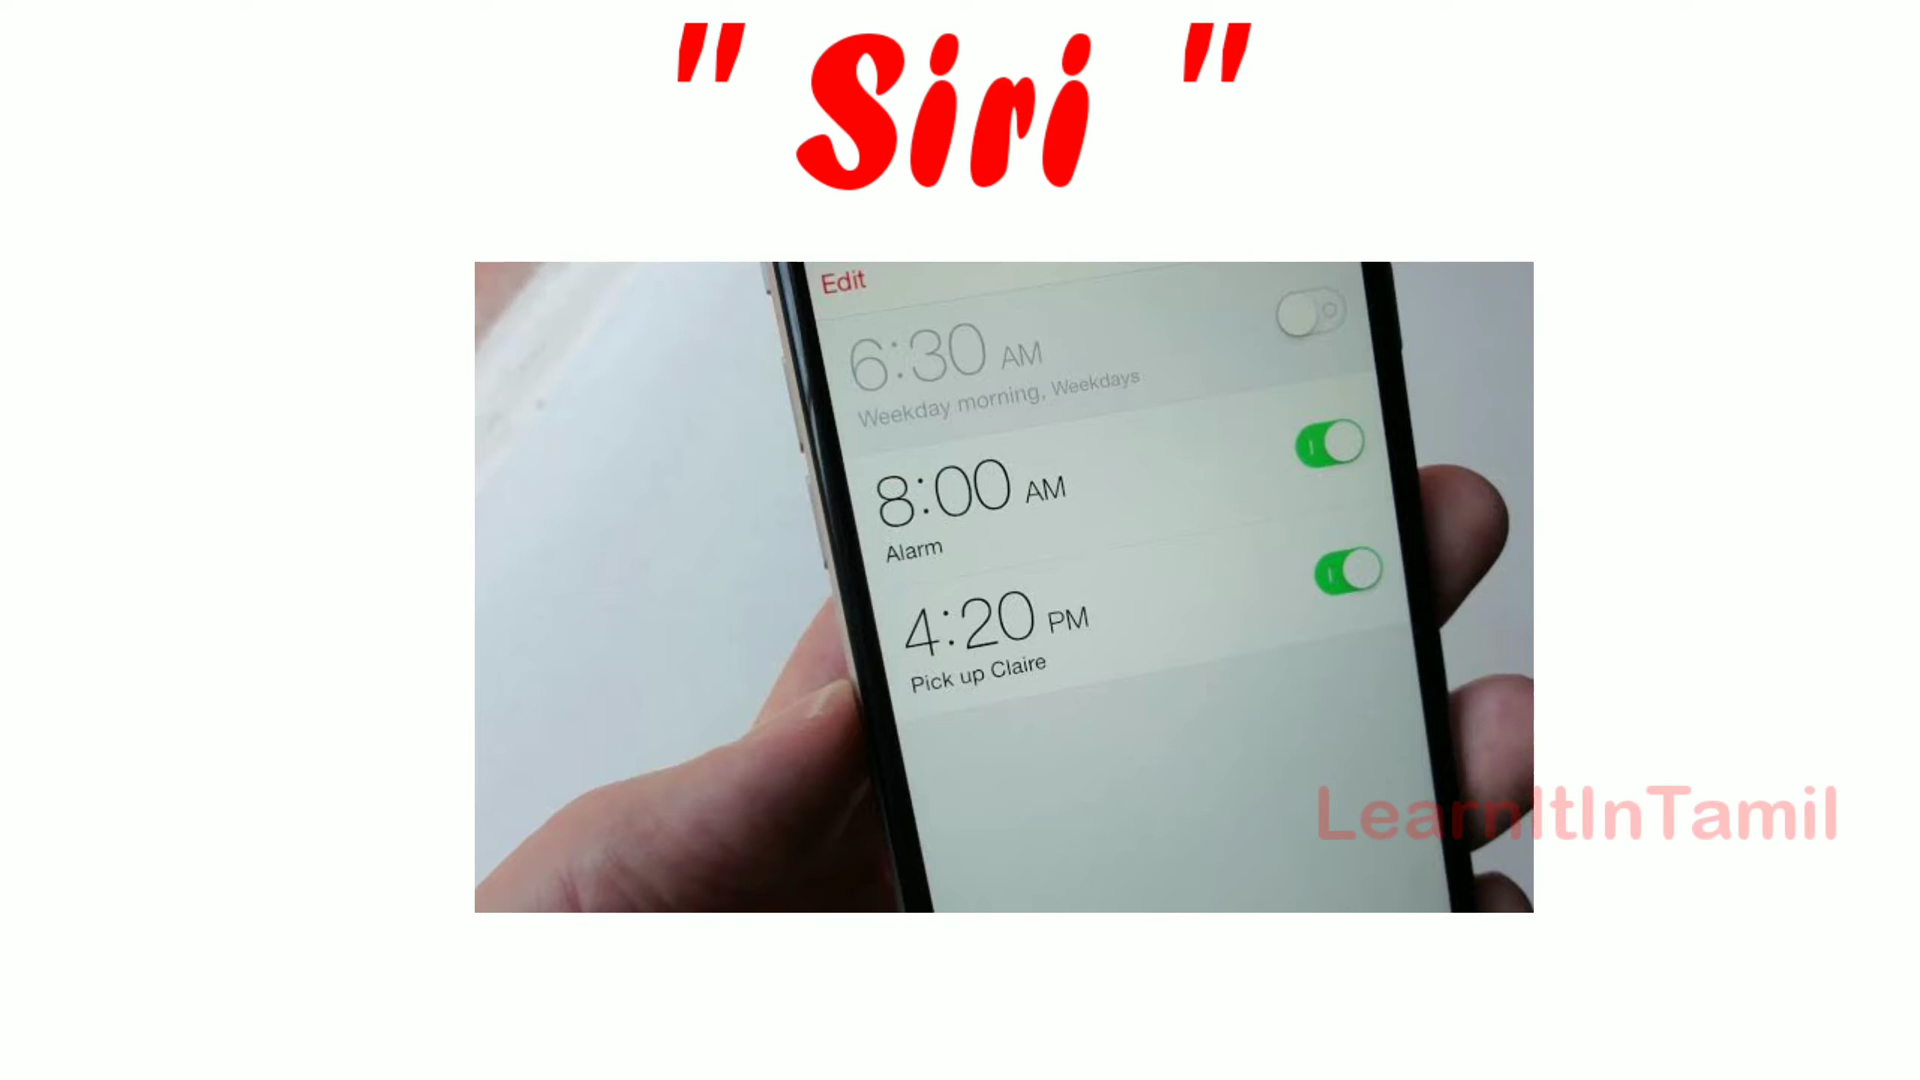 " Siri "
Edit
6:30 AM
Weekday morning, Weekdays
8:00 AM
Alarm
4:20 PM
Pick up Claire
LearnItInTamil